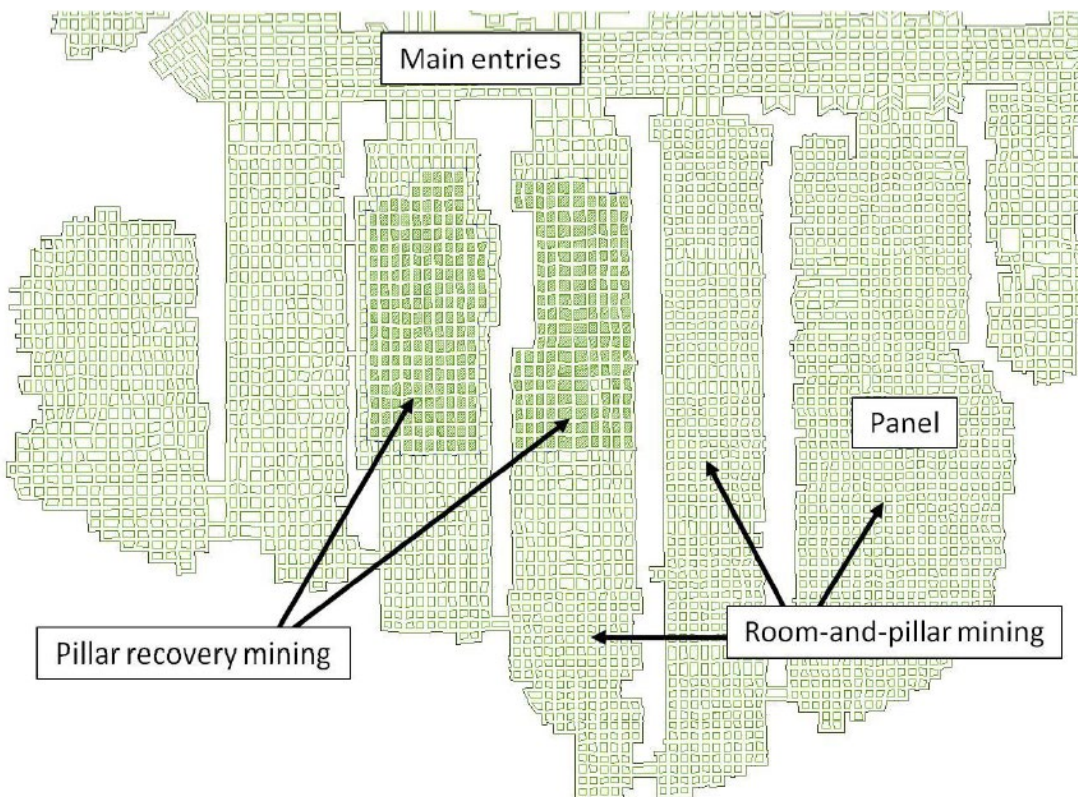 Main entries
Panel
Pillar recovery mining
Room-and-pillar mining